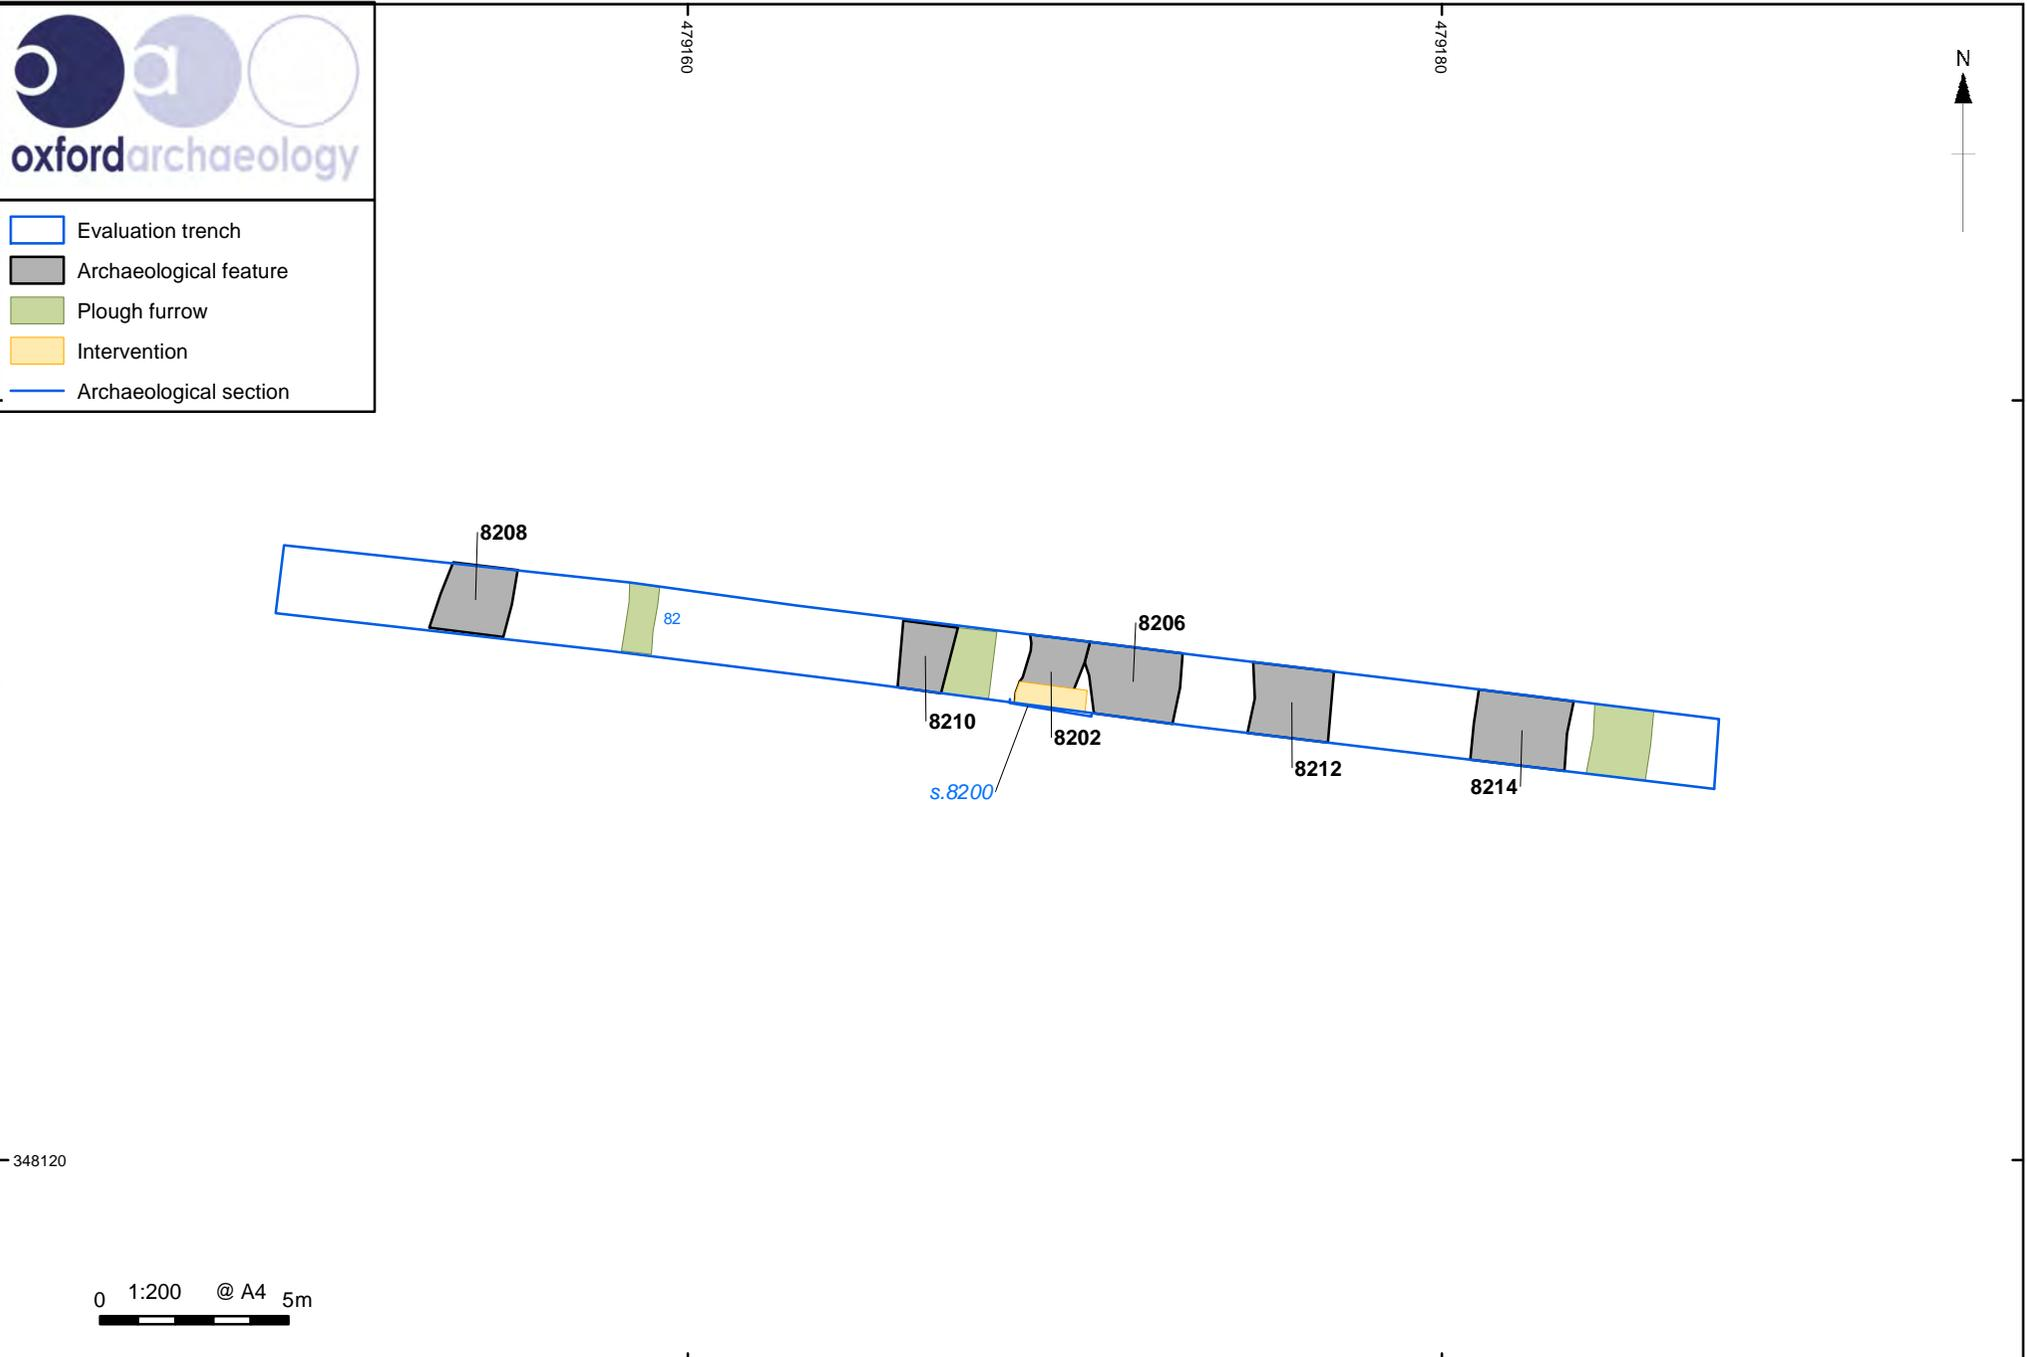 479160
479180
N
oxfordarchaeology
Evaluation trench
Archaeological feature
Plough furrow
Intervention
Archaeological section
8208
82
8206
8210
8202
8212
8214
s.8200
348120
0 1:200 @ A4 5m